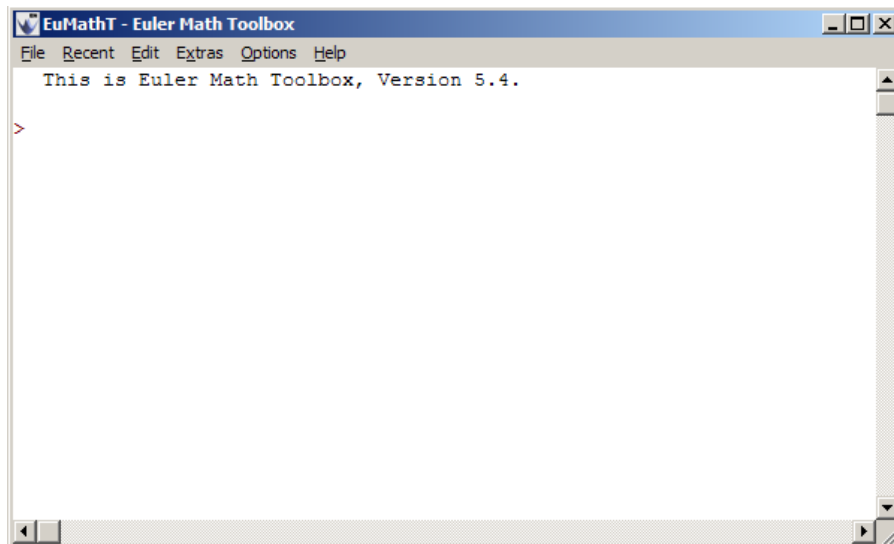 EuMathT - Euler Math Toolbox
File Recent Edit Extras Options Help
This is Euler Math Toolbox, Version 5.4.
>